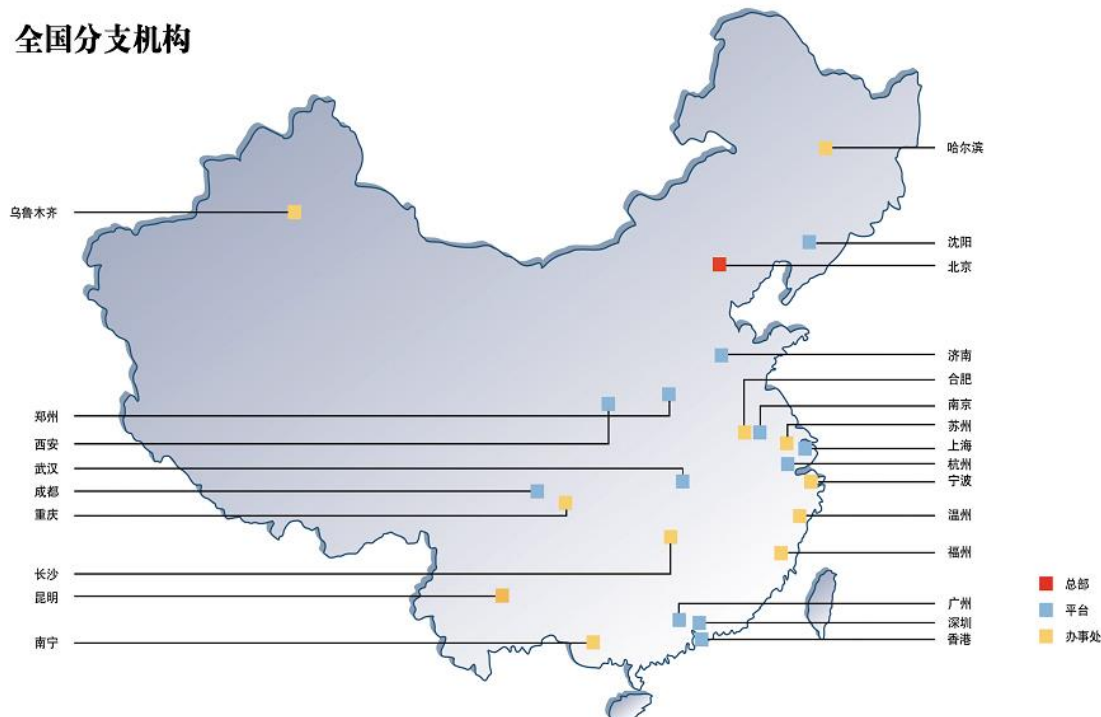 全国分支机构
乌鲁木齐
郑州
西安
武汉
成都
重庆
长沙
昆明
南宁
哈尔滨
沈阳
北京
济南
合肥
南京
苏州
上海
杭州
宁波
温州
福州
广州
深圳
香港
总部
平台
办事处